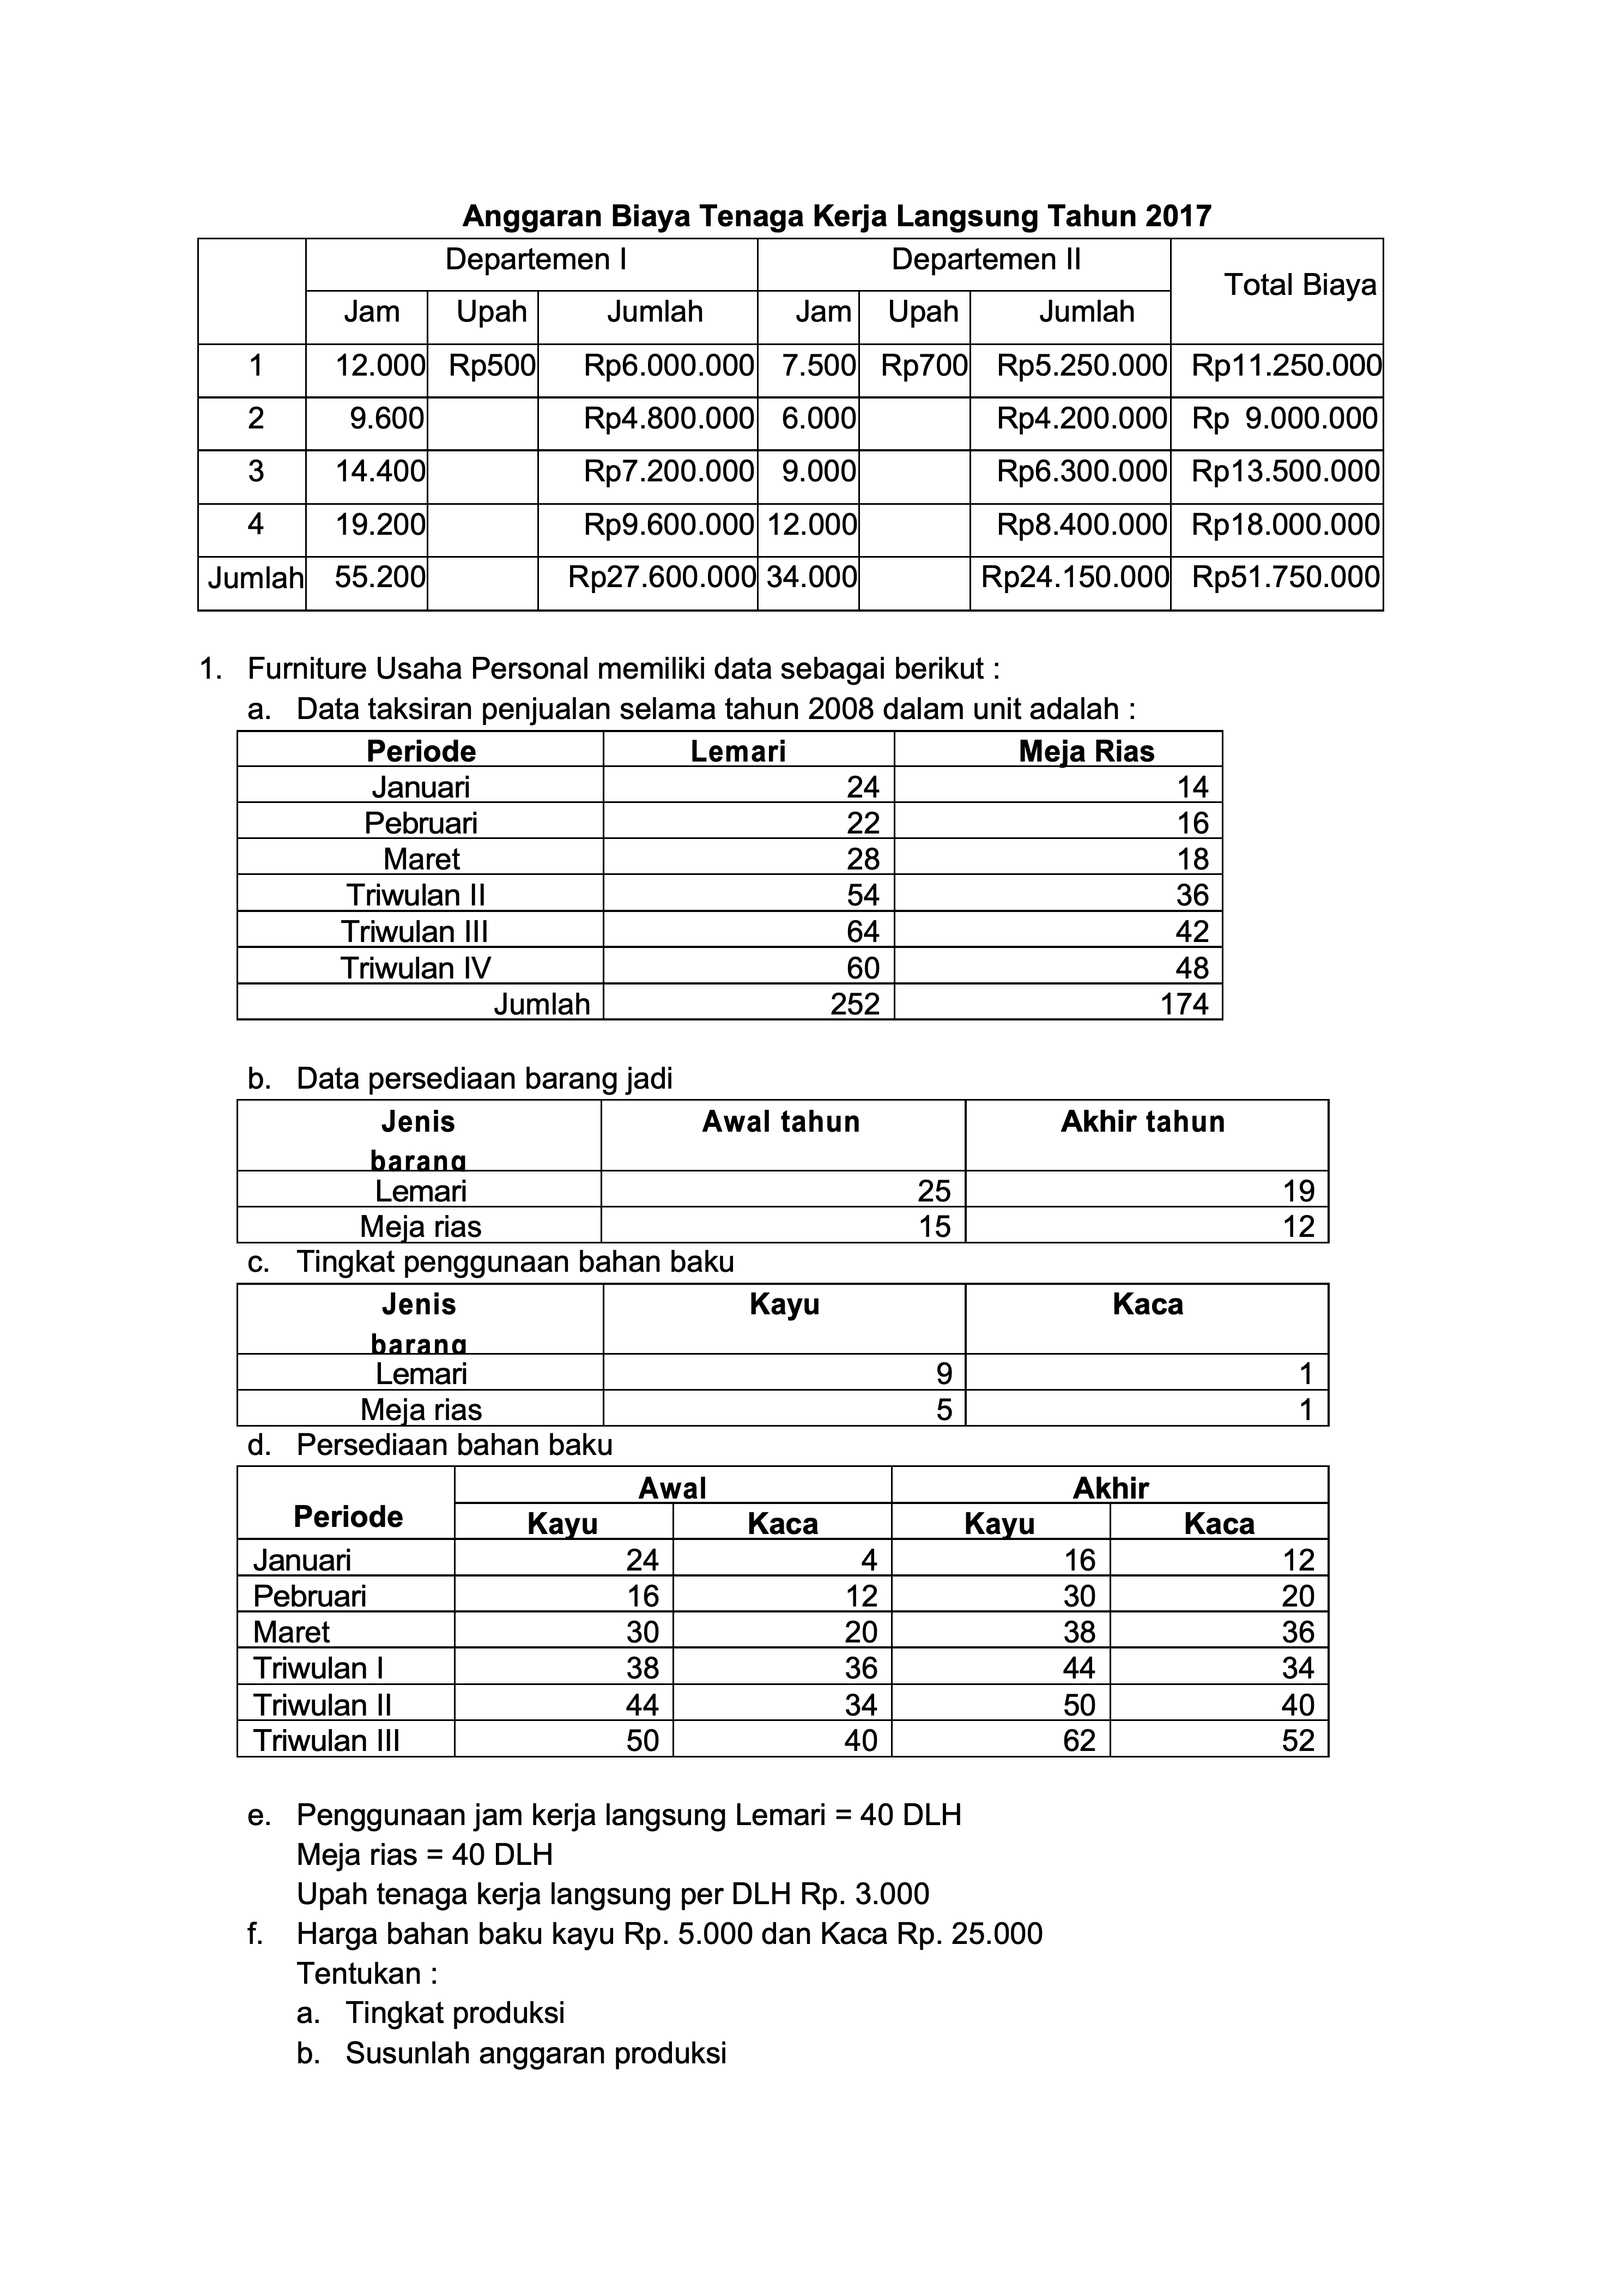 Anggaran Biaya Tenaga Kerja Langsung Tahun 2017
Departemen I Departemen II Total Biaya
Jam Upah Jumlah Jam Upah Jumlah
1 12.000 Rp500 Rp6.000.000 7.500 Rp700 Rp5.250.000 Rp11.250.000
2 9.600 Rp4.800.000 6.000 Rp4.200.000 Rp 9.000.000
3 14.400 Rp7.200.000 9.000 Rp6.300.000 Rp13.500.000
4 19.200 Rp9.600.000 12.000 Rp8.400.000 Rp18.000.000
Jumlah 55.200 Rp27.600.000 34.000 Rp24.150.000 Rp51.750.000
1. Furniture Usaha Personal memiliki data sebagai berikut :
a. Data taksiran penjualan selama tahun 2008 dalam unit adalah :
Periode Lemari Meja Rias
Januari 24 14
Pebruari 22 16
Maret 28 18
Triwulan II 54 36
Triwulan III 64 42
Triwulan IV 60 48
Jumlah 252 174
b. Data persediaan barang jadi
Jenis Awal tahun Akhir tahun
barang
Lemari 25 19
Meja rias 15 12
c. Tingkat penggunaan bahan baku
Jenis Kayu Kaca
barang
Lemari 9 1
Meja rias 5 1
d. Persediaan bahan baku
Periode Awal Akhir
Kayu Kaca Kayu Kaca
Januari 24 4 16 12
Pebruari 16 12 30 20
Maret 30 20 38 36
Triwulan I 38 36 44 34
Triwulan II 44 34 50 40
Triwulan III 50 40 62 52
e. Penggunaan jam kerja langsung Lemari = 40 DLH
Meja rias = 40 DLH
Upah tenaga kerja langsung per DLH Rp. 3.000
f. Harga bahan baku kayu Rp. 5.000 dan Kaca Rp. 25.000
Tentukan :
a. Tingkat produksi
b. Susunlah anggaran produksi